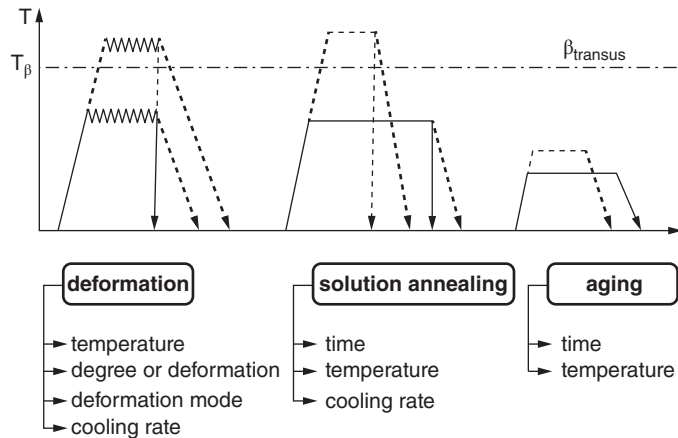 T
T_β
β_transus
deformation
solution annealing
aging
temperature
degree or deformation
deformation mode
cooling rate
time
temperature
cooling rate
time
temperature